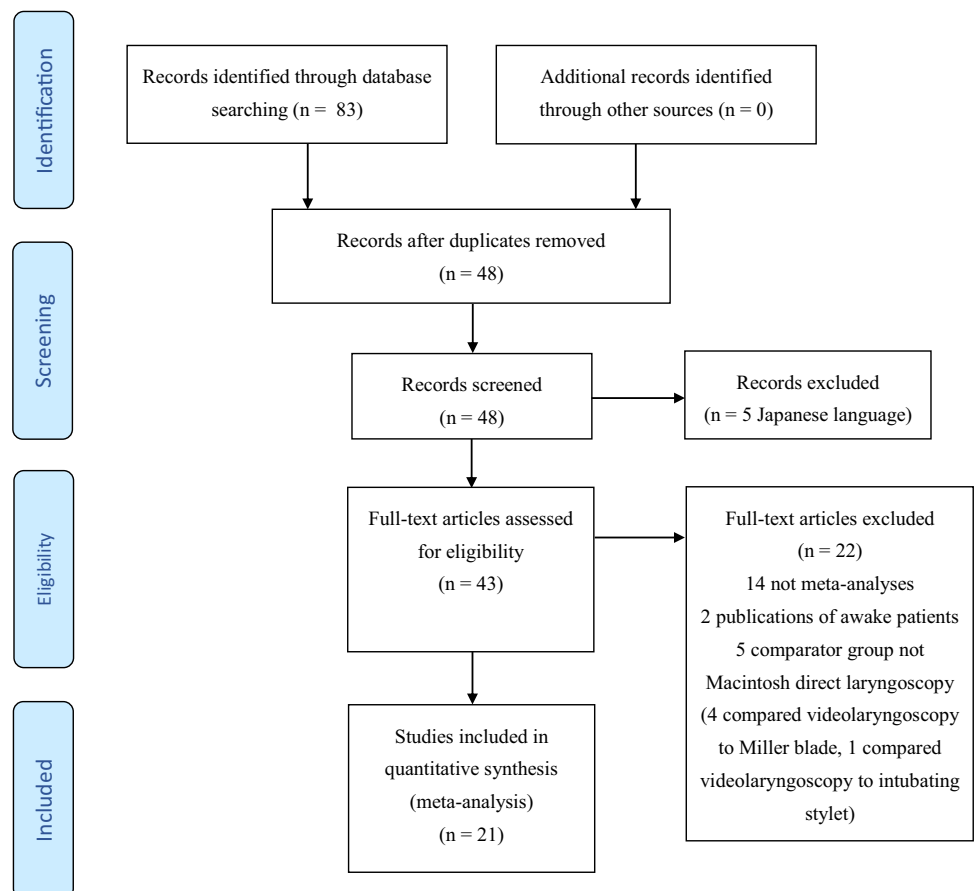 Identification
Records identified through database
searching (n =  83)
Additional records identified
through other sources (n = 0)
Records after duplicates removed
(n = 48)
Screening
Records screened
(n = 48)
Records excluded
(n = 5 Japanese language)
Eligibility
Full-text articles assessed
for eligibility
(n = 43)
Full-text articles excluded
(n = 22)
14 not meta-analyses
2 publications of awake patients
5 comparator group not
Macintosh direct laryngoscopy
(4 compared videolaryngoscopy
to Miller blade, 1 compared
videolaryngoscopy to intubating
stylet)
Included
Studies included in
quantitative synthesis
(meta-analysis)
(n = 21)